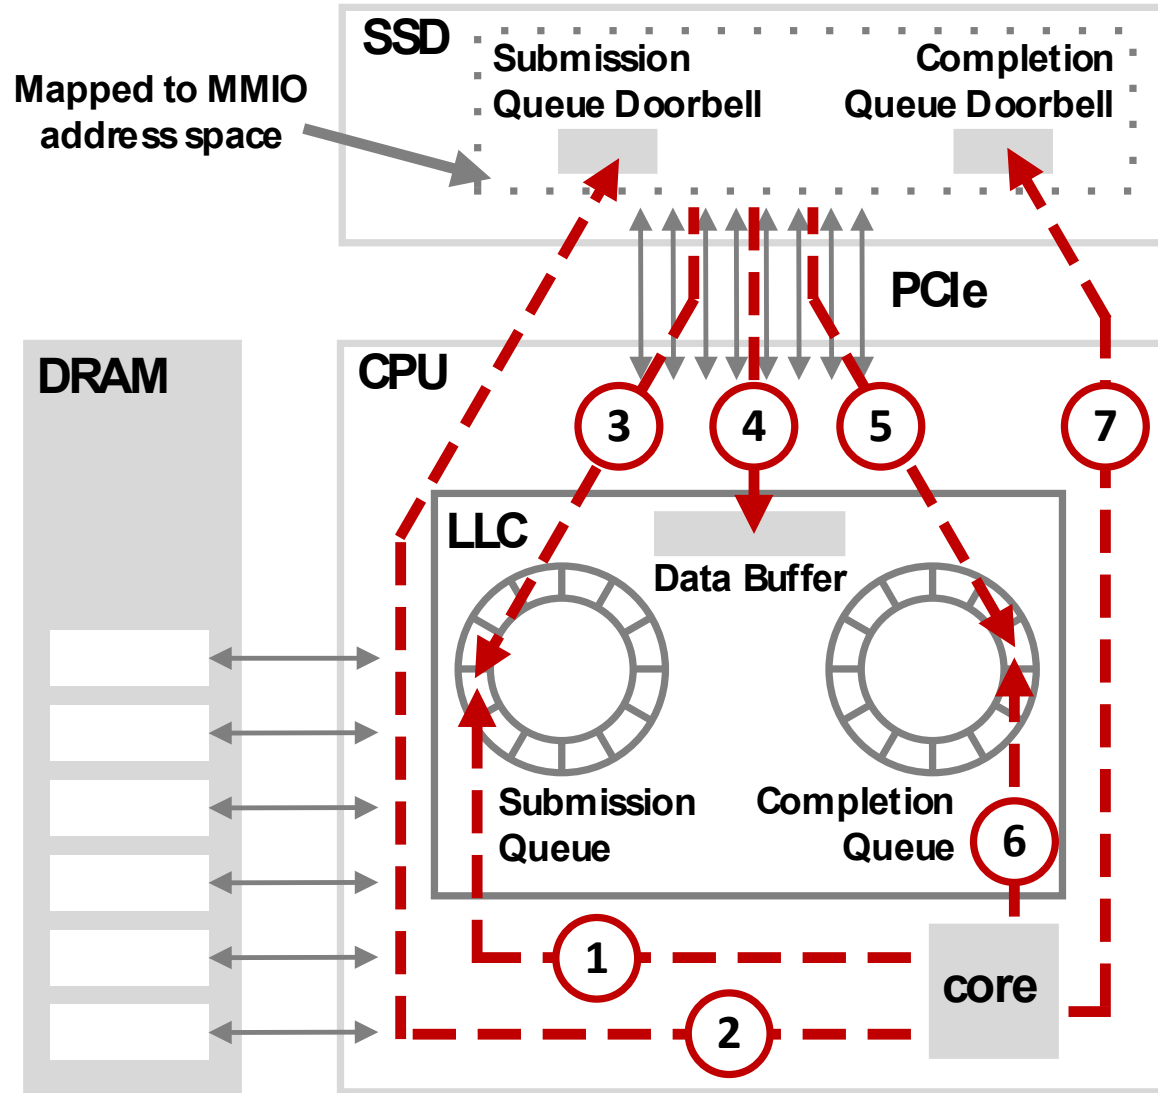 SSD
Submission
Queue Doorbell
Completion
Queue Doorbell
Mapped to MMIO
address space
PCIe
DRAM
CPU
3
4
5
7
LLC
Data Buffer
Submission
Queue
Completion
Queue
6
1
core
2